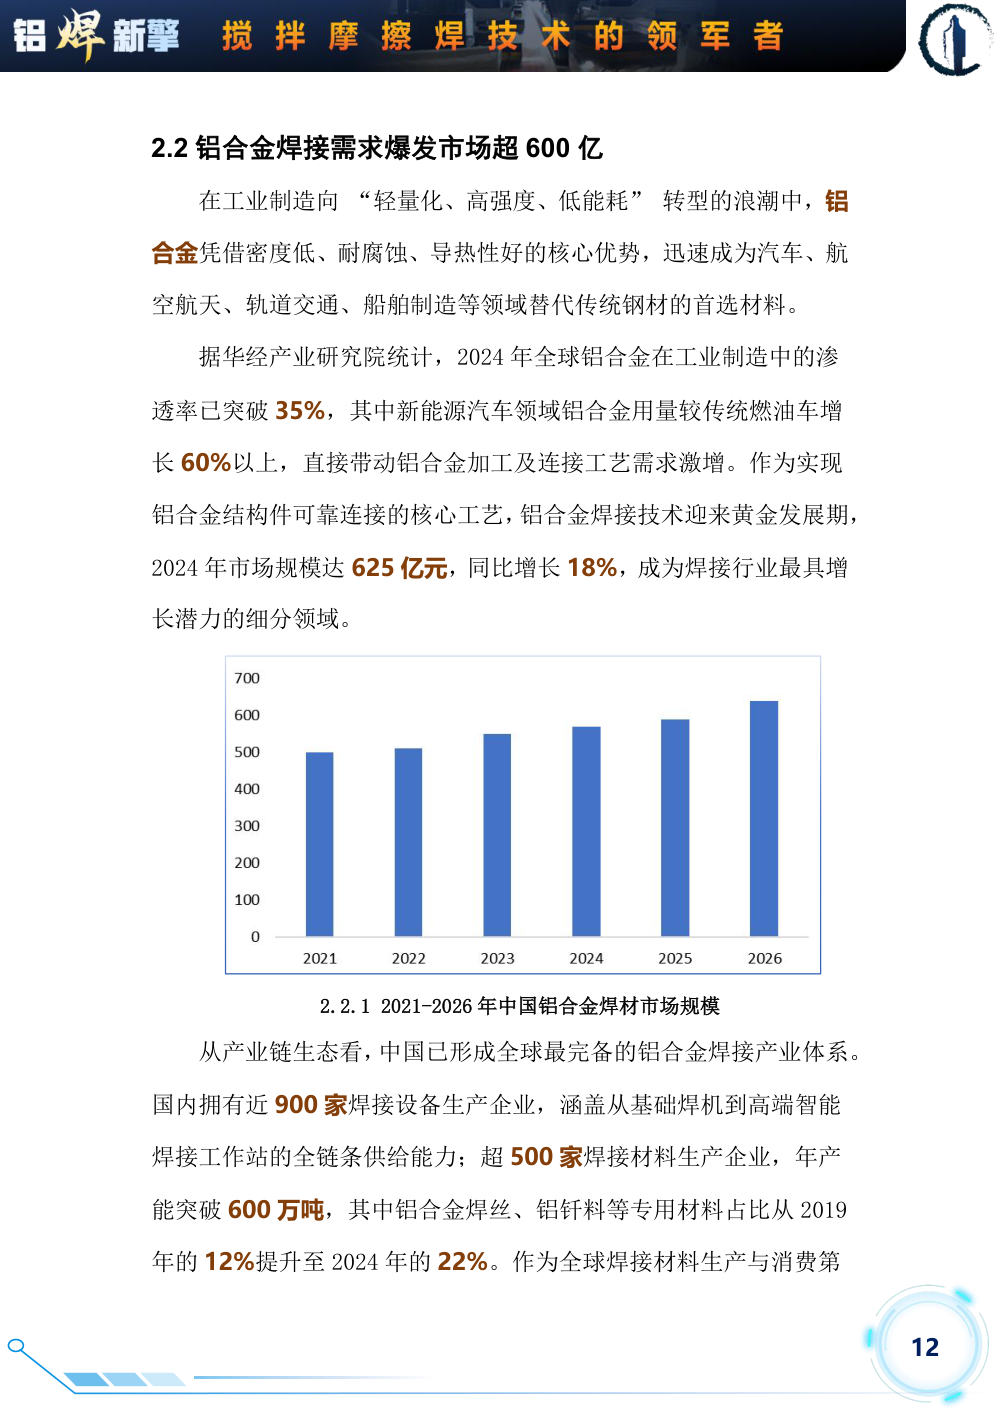 铝焊新擎 搅拌摩擦焊技术的领军者
2.2 铝合金焊接需求爆发市场超 600 亿
在工业制造向 “轻量化、高强度、低能耗” 转型的浪潮中，铝
合金凭借密度低、耐腐蚀、导热性好的核心优势，迅速成为汽车、航
空航天、轨道交通、船舶制造等领域替代传统钢材的首选材料。
据华经产业研究院统计，2024 年全球铝合金在工业制造中的渗
透率已突破 35%，其中新能源汽车领域铝合金用量较传统燃油车增
长 60%以上，直接带动铝合金加工及连接工艺需求激增。作为实现
铝合金结构件可靠连接的核心工艺，铝合金焊接技术迎来黄金发展期，
2024 年市场规模达 625 亿元，同比增长 18%，成为焊接行业最具增
长潜力的细分领域。
700
600
500
400
300
200
100
0
2021 2022 2023 2024 2025 2026
2.2.1 2021-2026 年中国铝合金焊材市场规模
从产业链生态看，中国已形成全球最完备的铝合金焊接产业体系。
国内拥有近 900 家焊接设备生产企业，涵盖从基础焊机到高端智能
焊接工作站的全链条供给能力；超 500 家焊接材料生产企业，年产
能突破 600 万吨，其中铝合金焊丝、铝钎料等专用材料占比从 2019
年的 12%提升至 2024 年的 22%。作为全球焊接材料生产与消费第
12